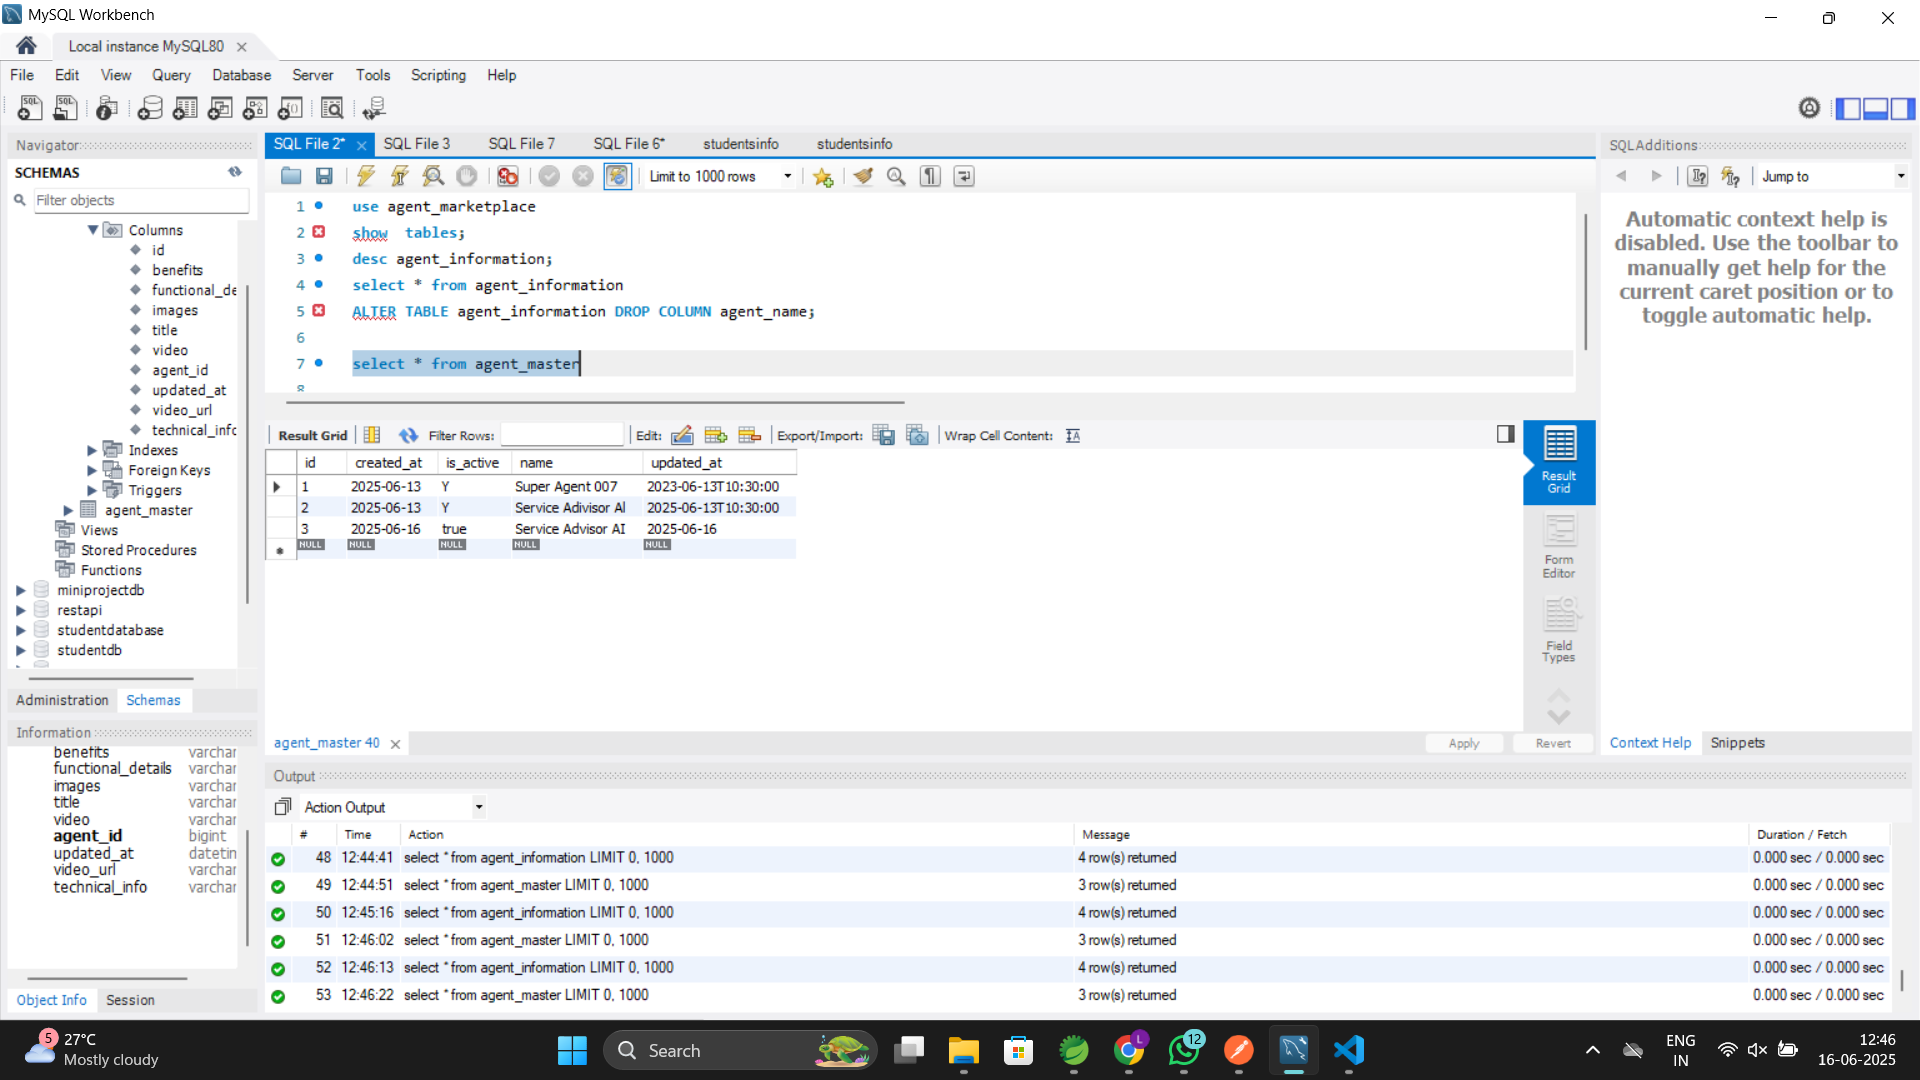 MySQL Workbench
Local instance MySQL80
File Edit View Query Database Server Tools Scripting Help
Navigator
SCHEMAS
Filter objects
Columns
id
benefits
functional_de
images
title
video
agent_id
updated_at
video_url
technical_info
Indexes
Foreign Keys
Triggers
agent_master
Views
Stored Procedures
Functions
miniprojectdb
restapi
studentdatabase
studentdb
Administration Schemas
Information
benefits varchar
functional_details varchar
images varchar
title varchar
video varchar
agent_id bigint
updated_at datetin
video_url varchar
technical_info varchar
Object Info Session
SQL File 2* SQL File 3 SQL File 7 SQL File 6* studentsinfo studentsinfo
Limit to 1000 rows
1 use agent_marketplace
2 show tables;
3 desc agent_information;
4 select * from agent_information
5 ALTER TABLE agent_information DROP COLUMN agent_name;
6
7 select * from agent_master
8
Result Grid Filter Rows: Edit: Export/Import: Wrap Cell Content:
id created_at is_active name updated_at
1 2025-06-13 Y Super Agent 007 2023-06-13T10:30:00
2 2025-06-13 Y Service Advisor Al 2025-06-13T10:30:00
3 2025-06-16 true Service Advisor AI 2025-06-16
NULL NULL NULL NULL NULL
Result Grid
Form Editor
Field Types
agent_master 40 Apply Revert
SQLAdditions
Jump to
Automatic context help is
disabled. Use the toolbar to
manually get help for the
current caret position or to
toggle automatic help.
Context Help Snippets
Output
Action Output
# Time Action Message Duration / Fetch
48 12:44:41 select * from agent_information LIMIT 0, 1000 4 row(s) returned 0.000 sec / 0.000 sec
49 12:44:51 select * from agent_master LIMIT 0, 1000 3 row(s) returned 0.000 sec / 0.000 sec
50 12:45:16 select * from agent_information LIMIT 0, 1000 4 row(s) returned 0.000 sec / 0.000 sec
51 12:46:02 select * from agent_master LIMIT 0, 1000 3 row(s) returned 0.000 sec / 0.000 sec
52 12:46:13 select * from agent_information LIMIT 0, 1000 4 row(s) returned 0.000 sec / 0.000 sec
53 12:46:22 select * from agent_master LIMIT 0, 1000 3 row(s) returned 0.000 sec / 0.000 sec
5 27°C
Mostly cloudy
Search
L
12
ENG
IN
12:46
16-06-2025